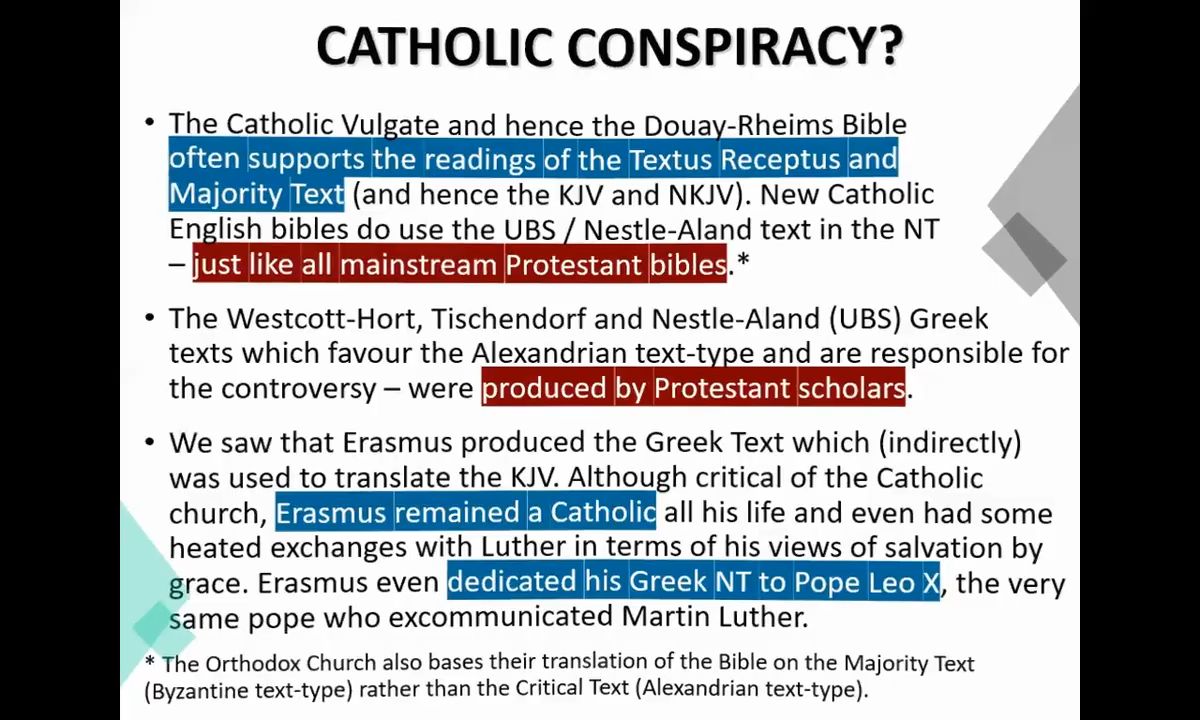 CATHOLIC CONSPIRACY?
• The Catholic Vulgate and hence the Douay-Rheims Bible
often supports the readings of the Textus Receptus and
Majority Text (and hence the KJV and NKJV). New Catholic
English bibles do use the UBS / Nestle-Aland text in the NT
– just like all mainstream Protestant bibles.*
• The Westcott-Hort, Tischendorf and Nestle-Aland (UBS) Greek
texts which favour the Alexandrian text-type and are responsible for
the controversy – were produced by Protestant scholars.
• We saw that Erasmus produced the Greek Text which (indirectly)
was used to translate the KJV. Although critical of the Catholic
church, Erasmus remained a Catholic all his life and even had some
heated exchanges with Luther in terms of his views of salvation by
grace. Erasmus even dedicated his Greek NT to Pope Leo X, the very
same pope who excommunicated Martin Luther.
* The Orthodox Church also bases their translation of the Bible on the Majority Text
(Byzantine text-type) rather than the Critical Text (Alexandrian text-type).